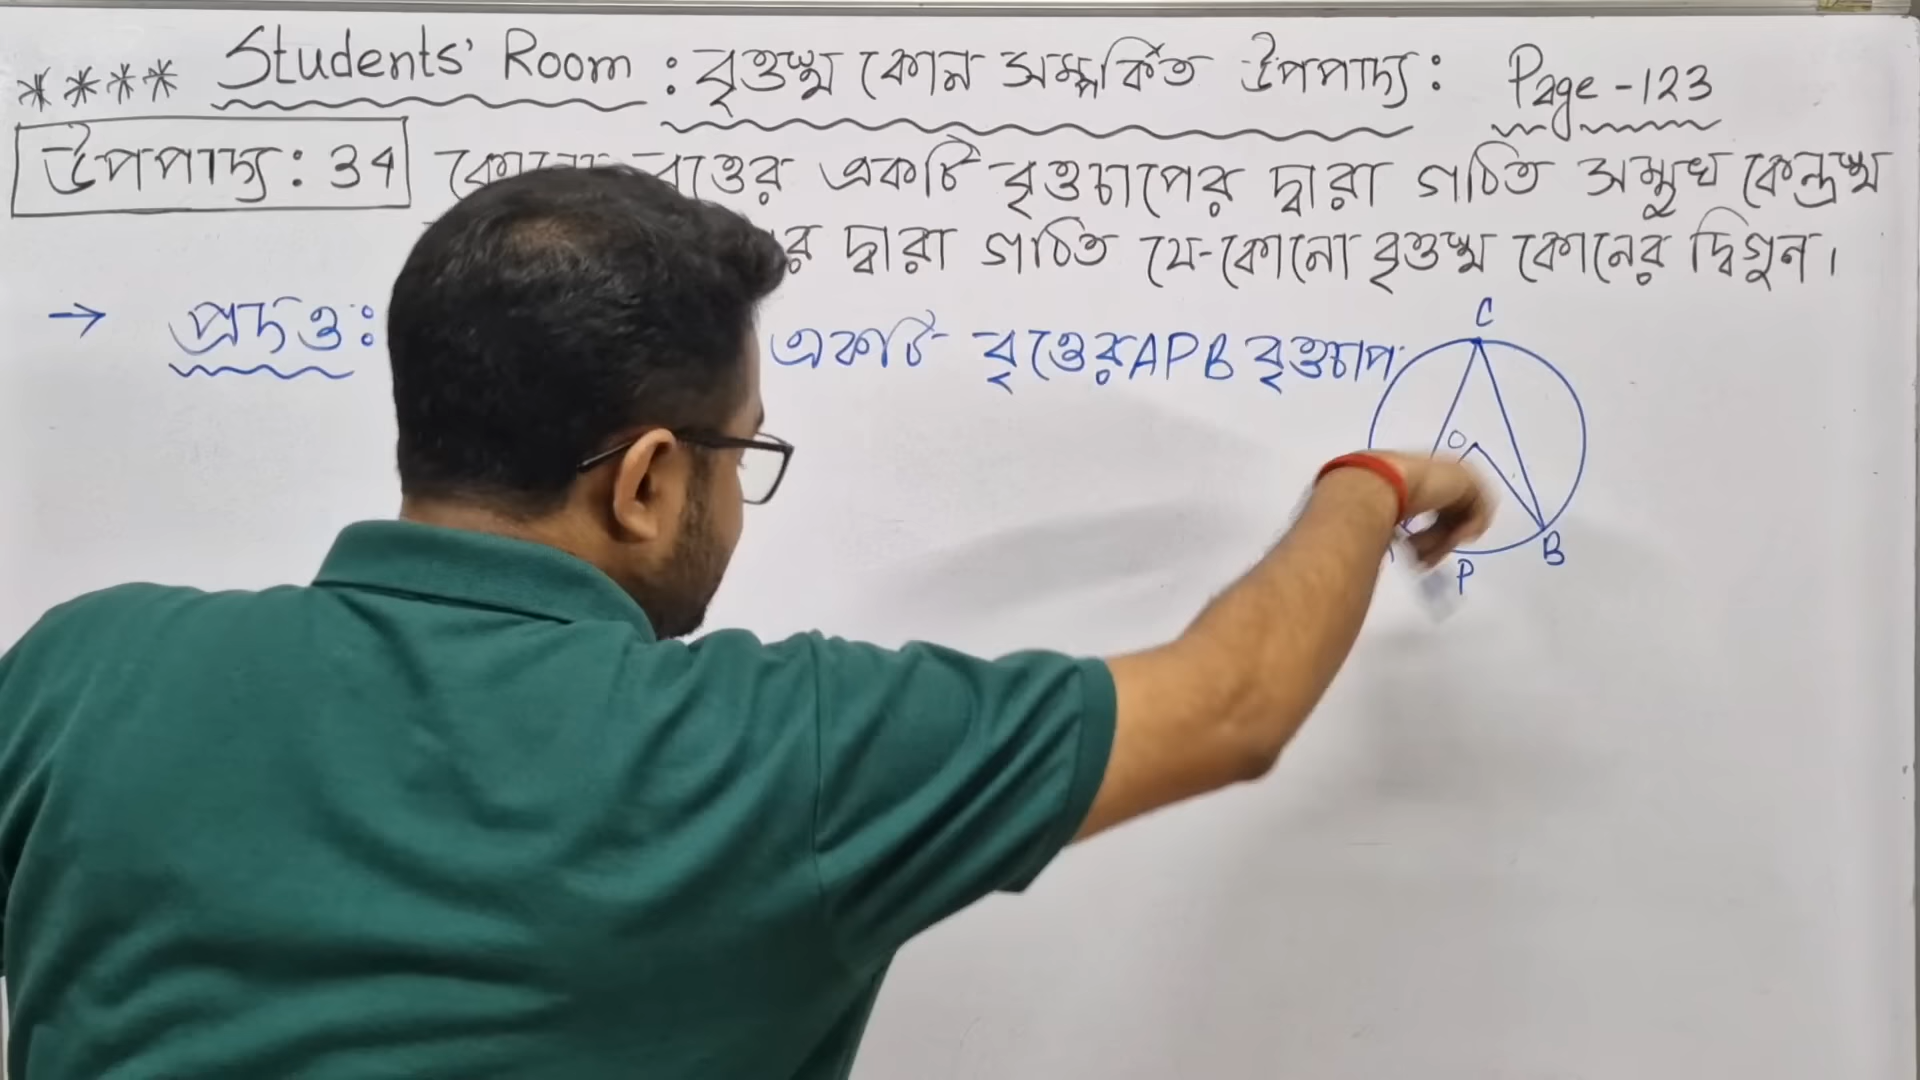 **** Students' Room : বৃত্তস্থ কোন সম্পর্কিত উপপাদ্য : Page - 123
উপপাদ্য : 34 বৃত্তের একটি বৃত্তচাপের দ্বারা গঠিত সম্মুখ কেন্দ্রস্থ
র দ্বারা গঠিত যে-কোনো বৃত্তস্থ কোনের দ্বিগুন।
→ প্রদত্ত : একটি বৃত্তের APB বৃত্তচাপ
C
O
B
P